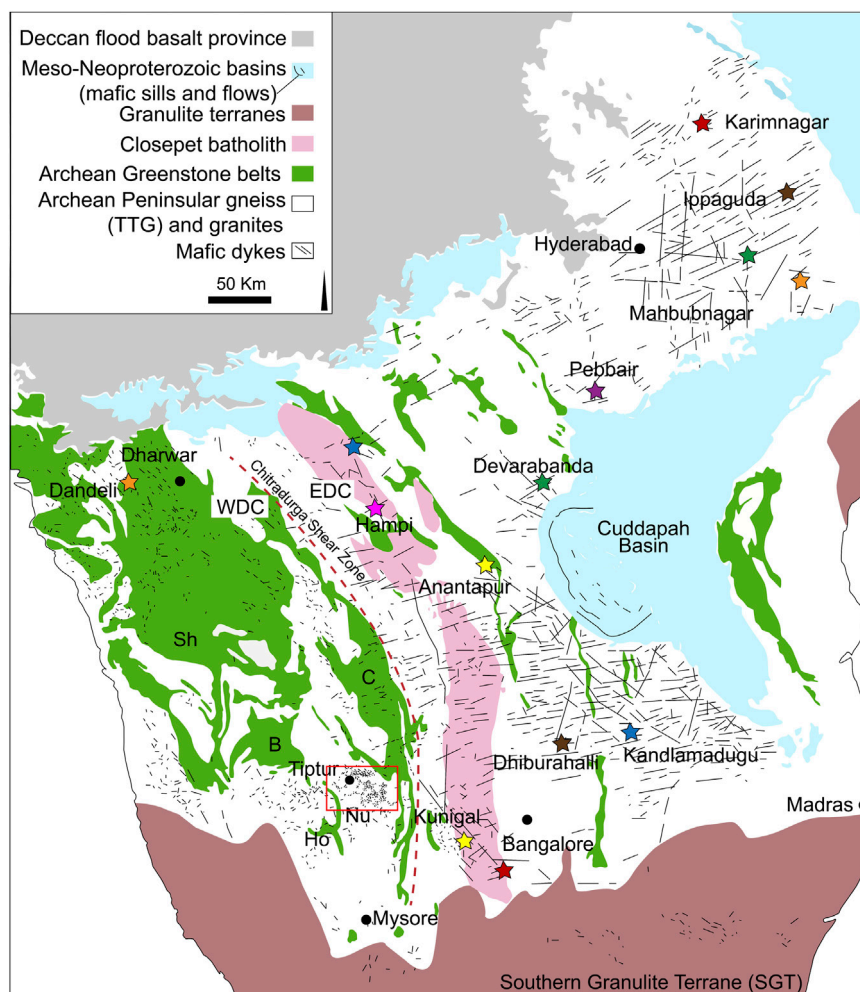 Deccan flood basalt province
Meso-Neoproterozoic basins
(mafic sills and flows)
Granulite terranes
Closepet batholith
Archean Greenstone belts
Archean Peninsular gneiss
(TTG) and granites
Mafic dykes
50 Km
Karimnagar
Ippaguda
Hyderabad
Mahbubnagar
Pebbair
Dharwar
Devarabanda
Dandeli
WDC
EDC
Chitradurga Shear Zone
Hampi
Cuddapah
Basin
Anantapur
Sh
C
B
Dhiburahalli
Kandlamadugu
Tiptur
Nu
Kunigal
Madras
Ho
Bangalore
Mysore
Southern Granulite Terrane (SGT)